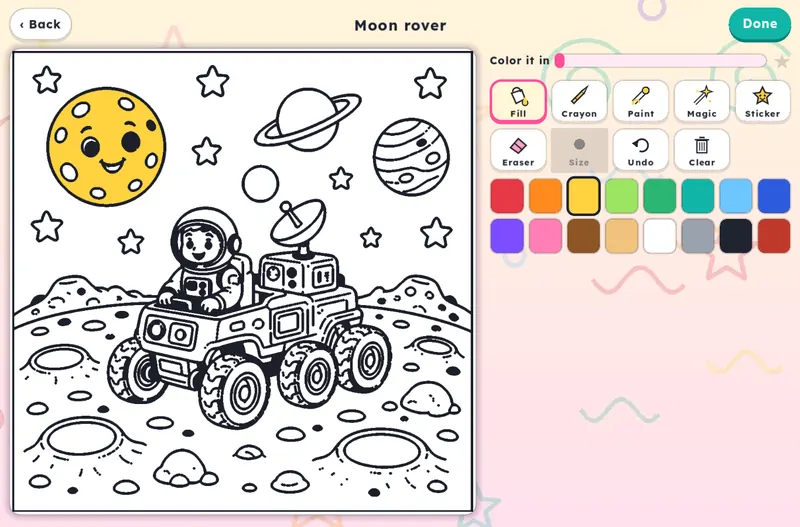 ‹ Back
Moon rover
Done
Color it in
Fill
Crayon
Paint
Magic
Sticker
Eraser
Size
Undo
Clear